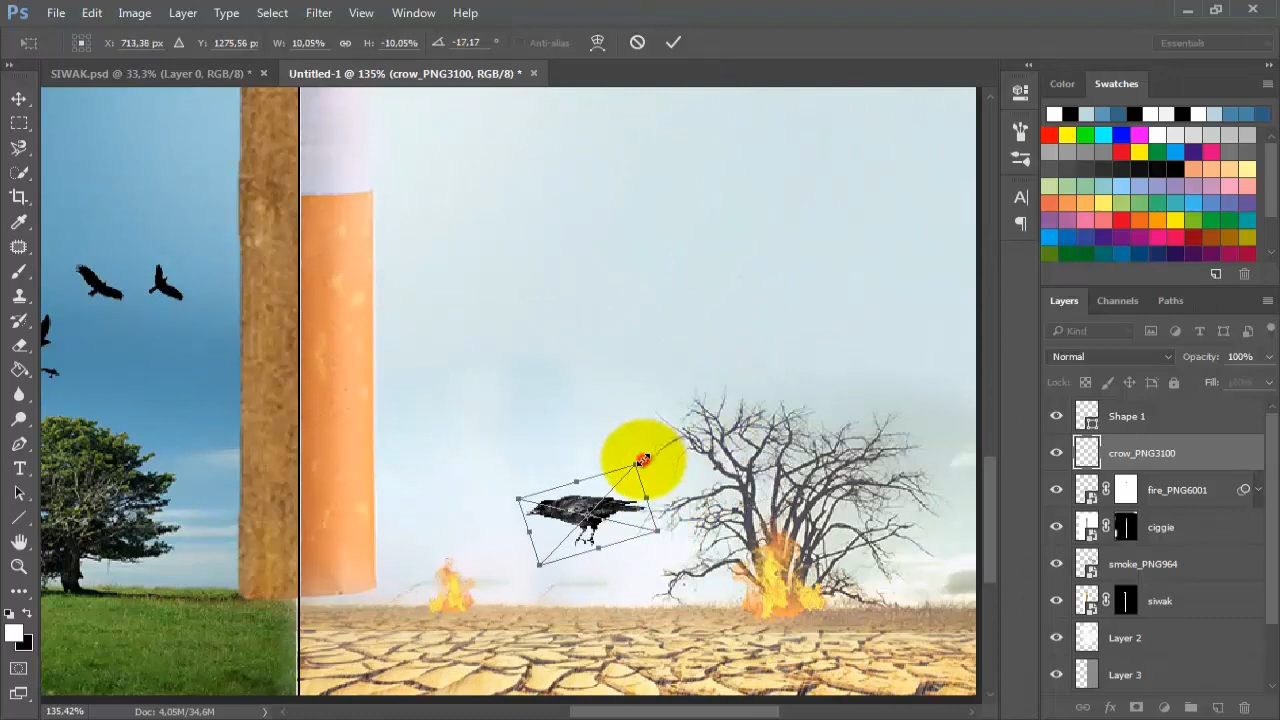 Ps File Edit Image Layer Type Select Filter View Window Help
X: 713,38 px Y: 1275,56 px W: 10,05% H: -10,05% -17,17 ° Anti-alias Essentials
SIWAK.psd @ 33,3% (Layer 0, RGB/8) * × Untitled-1 @ 135% (crow_PNG3100, RGB/8) * ×
Color Swatches
Layers Channels Paths
Kind
Normal Opacity: 100%
Lock: Fill:
Shape 1
crow_PNG3100
fire_PNG6001
ciggie
smoke_PNG964
siwak
Layer 2
Layer 3
135,42% Doc: 4,05M/34,6M